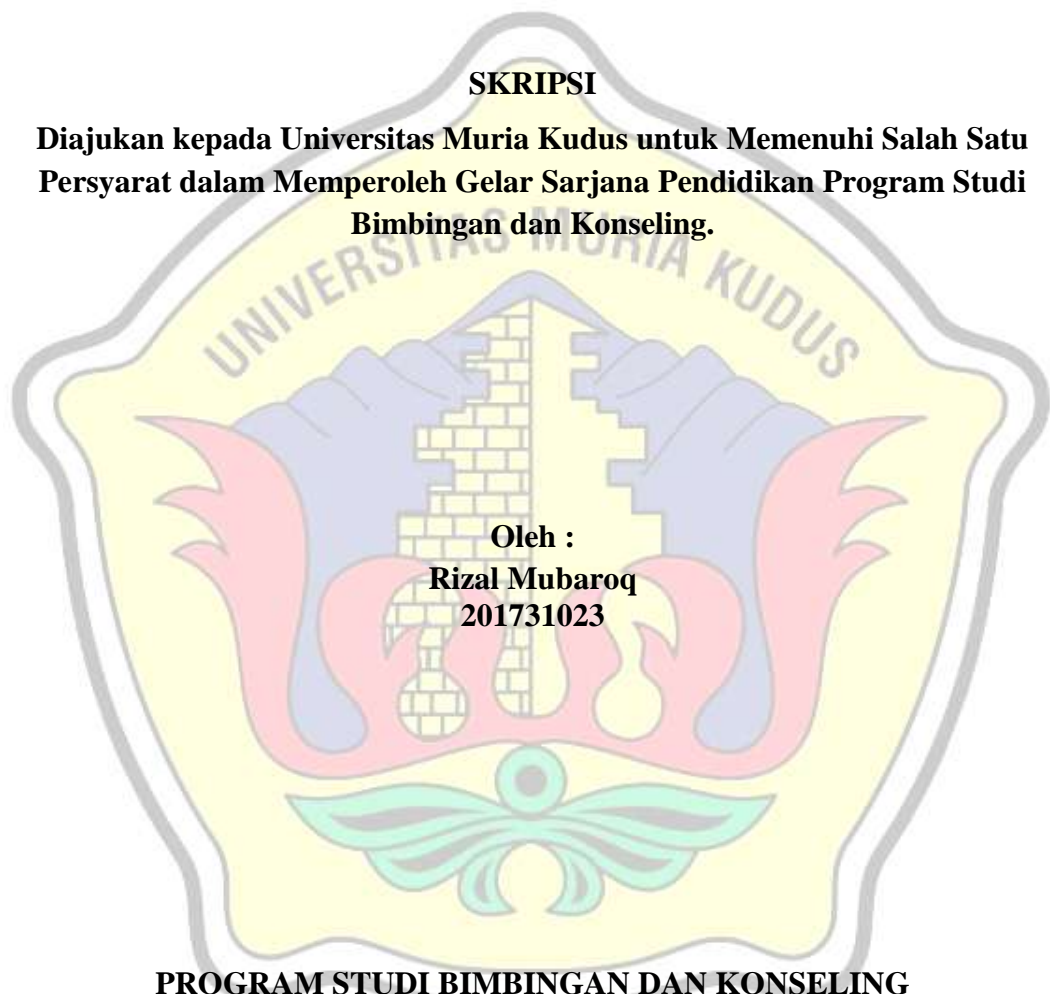 SKRIPSI
Diajukan kepada Universitas Muria Kudus untuk Memenuhi Salah Satu
Persyarat dalam Memperoleh Gelar Sarjana Pendidikan Program Studi
Bimbingan dan Konseling.
UNIVERSITAS MURIA KUDUS
Oleh :
Rizal Mubaroq
201731023
PROGRAM STUDI BIMBINGAN DAN KONSELING